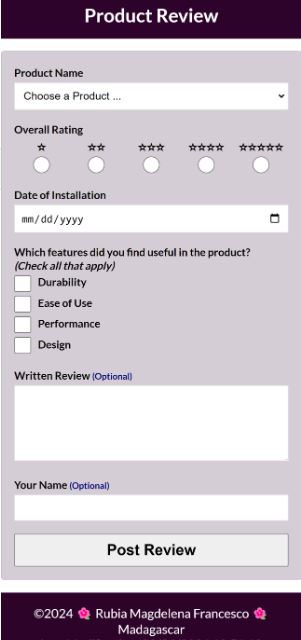 Product Review
Product Name
Choose a Product ...
Overall Rating
☆ ☆☆ ☆☆☆ ☆☆☆☆ ☆☆☆☆☆
Date of Installation
mm/dd/yyyy
Which features did you find useful in the product?
(Check all that apply)
Durability
Ease of Use
Performance
Design
Written Review (Optional)
Your Name (Optional)
Post Review
©2024 🌺 Rubia Magdelena Francesco 🌺
Madagascar